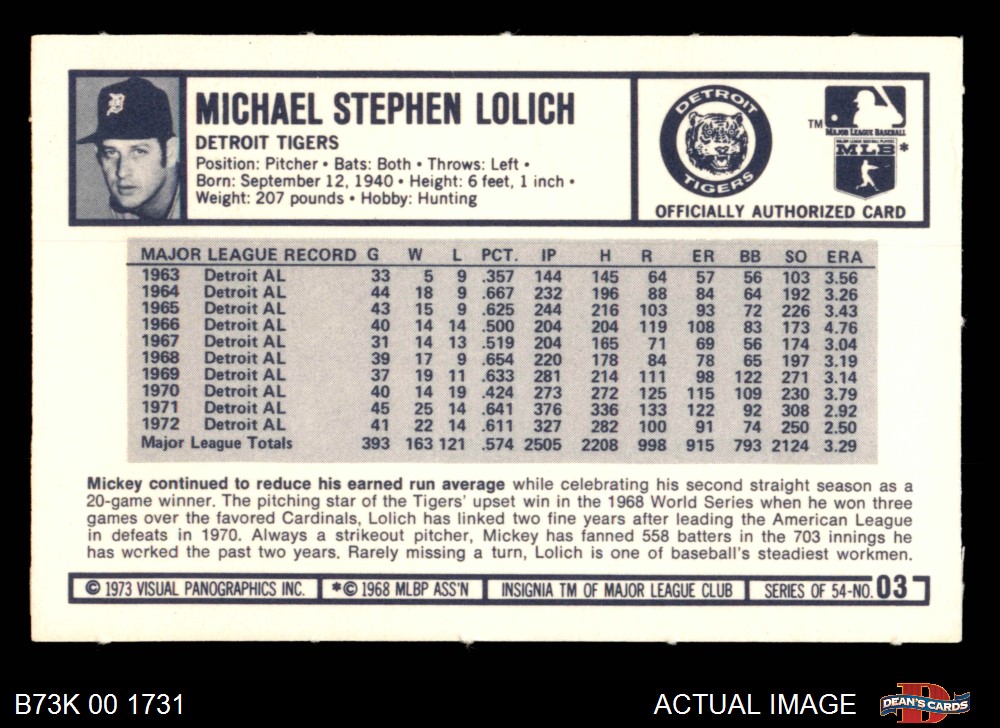 MICHAEL STEPHEN LOLICH
DETROIT TIGERS
Position: Pitcher • Bats: Both • Throws: Left •
Born: September 12, 1940 • Height: 6 feet, 1 inch •
Weight: 207 pounds • Hobby: Hunting
DETROIT
TIGERS
TM
MAJOR LEAGUE BASEBALL
MLB *
OFFICIALLY AUTHORIZED CARD
MAJOR LEAGUE RECORD G W L PCT. IP H R ER BB SO ERA
1963 Detroit AL 33 5 9 .357 144 145 64 57 56 103 3.56
1964 Detroit AL 44 18 9 .667 232 196 88 84 64 192 3.26
1965 Detroit AL 43 15 9 .625 244 216 103 93 72 226 3.43
1966 Detroit AL 40 14 14 .500 204 204 119 108 83 173 4.76
1967 Detroit AL 31 14 13 .519 204 165 71 69 56 174 3.04
1968 Detroit AL 39 17 9 .654 220 178 84 78 65 197 3.19
1969 Detroit AL 37 19 11 .633 281 214 111 98 122 271 3.14
1970 Detroit AL 40 14 19 .424 273 272 125 115 109 230 3.79
1971 Detroit AL 45 25 14 .641 376 336 133 122 92 308 2.92
1972 Detroit AL 41 22 14 .611 327 282 100 91 74 250 2.50
Major League Totals 393 163 121 .574 2505 2208 998 915 793 2124 3.29
Mickey continued to reduce his earned run average while celebrating his second straight season as a
20-game winner. The pitching star of the Tigers' upset win in the 1968 World Series when he won three
games over the favored Cardinals, Lolich has linked two fine years after leading the American League
in defeats in 1970. Always a strikeout pitcher, Mickey has fanned 558 batters in the 703 innings he
has worked the past two years. Rarely missing a turn, Lolich is one of baseball's steadiest workmen.
© 1973 VISUAL PANOGRAPHICS INC. *© 1968 MLBP ASS'N INSIGNIA TM OF MAJOR LEAGUE CLUB SERIES OF 54-NO. 03
B73K 00 1731
ACTUAL IMAGE
DEAN'S CARDS